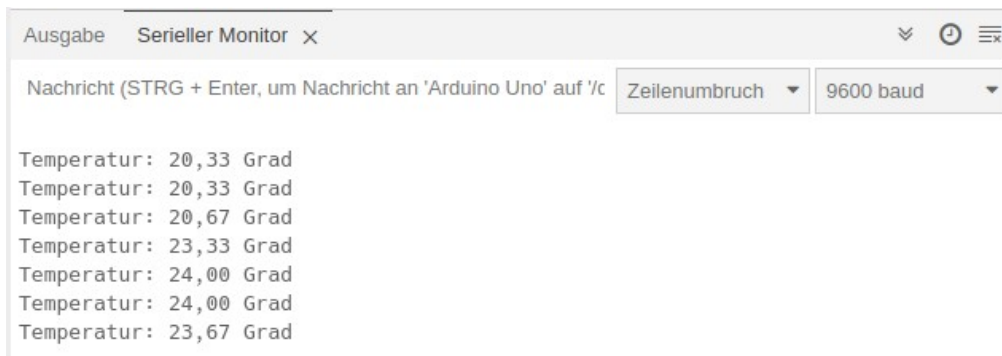 Ausgabe Serieller Monitor
Nachricht (STRG + Enter, um Nachricht an 'Arduino Uno' auf '/c Zeilenumbruch 9600 baud
Temperatur: 20,33 Grad
Temperatur: 20,33 Grad
Temperatur: 20,67 Grad
Temperatur: 23,33 Grad
Temperatur: 24,00 Grad
Temperatur: 24,00 Grad
Temperatur: 23,67 Grad